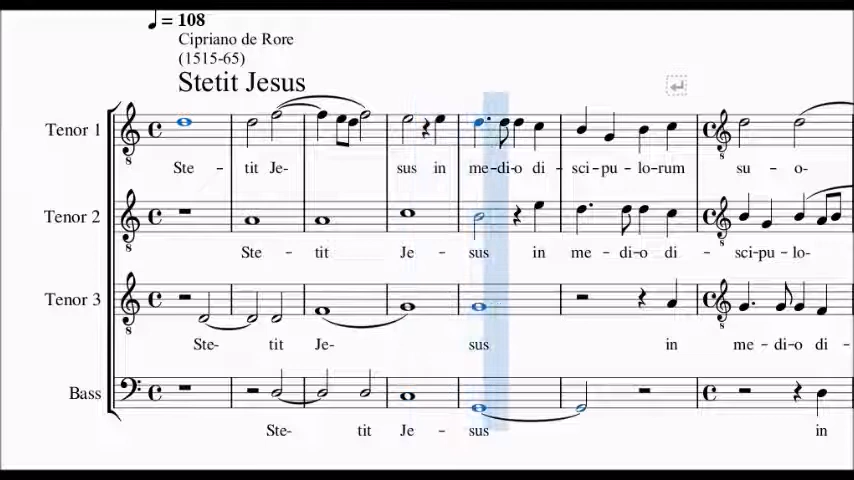 = 108
Cipriano de Rore
(1515-65)
Stetit Jesus
Tenor 1
Ste - tit Je- sus in me-di-o di - sci-pu-lo-rum su - o-
Tenor 2
Ste - tit Je - sus in me - di-o di - sci-pu-lo-
Tenor 3
Ste- tit Je- sus in me-di-o di-
Bass
Ste- tit Je - sus in